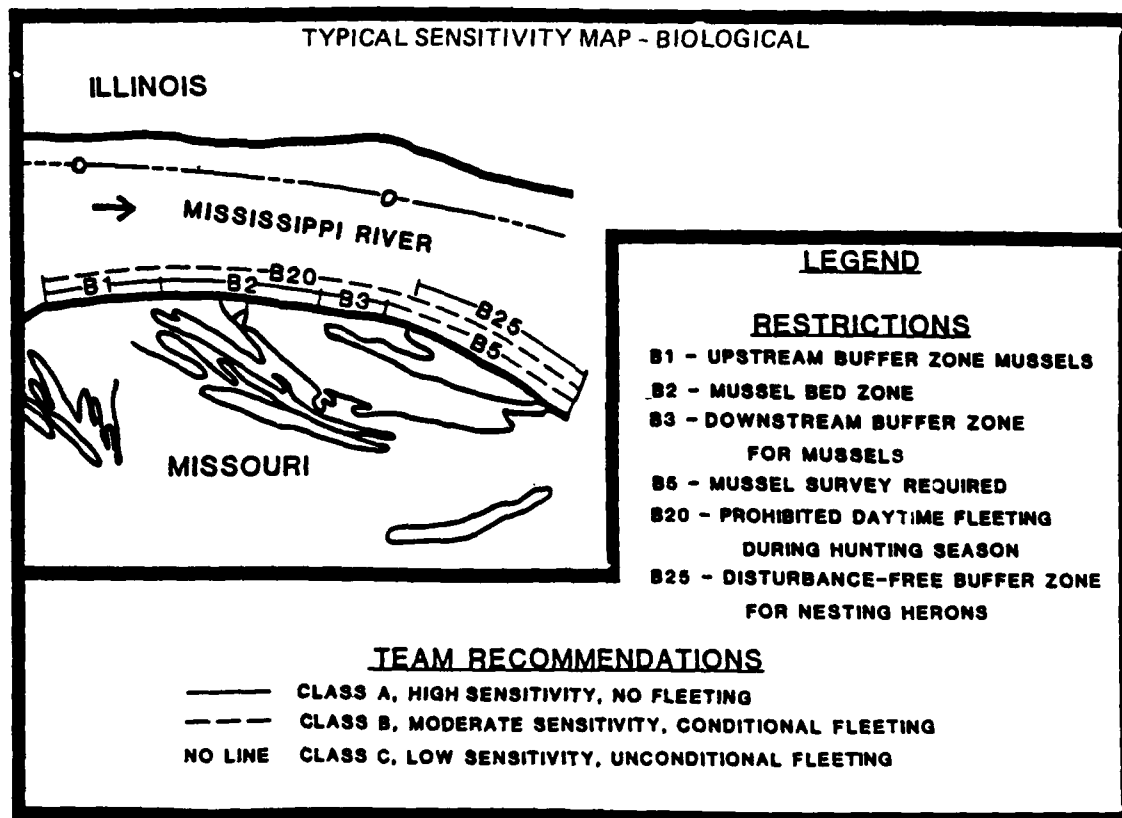 TYPICAL SENSITIVITY MAP - BIOLOGICAL
ILLINOIS
MISSISSIPPI RIVER
B1
B2
B20
B3
B25
B5
MISSOURI
LEGEND
RESTRICTIONS
B1 - UPSTREAM BUFFER ZONE MUSSELS
B2 - MUSSEL BED ZONE
B3 - DOWNSTREAM BUFFER ZONE
FOR MUSSELS
B5 - MUSSEL SURVEY REQUIRED
B20 - PROHIBITED DAYTIME FLEETING
DURING HUNTING SEASON
B25 - DISTURBANCE-FREE BUFFER ZONE
FOR NESTING HERONS
TEAM RECOMMENDATIONS
CLASS A, HIGH SENSITIVITY, NO FLEETING
CLASS B, MODERATE SENSITIVITY, CONDITIONAL FLEETING
NO LINE CLASS C, LOW SENSITIVITY, UNCONDITIONAL FLEETING